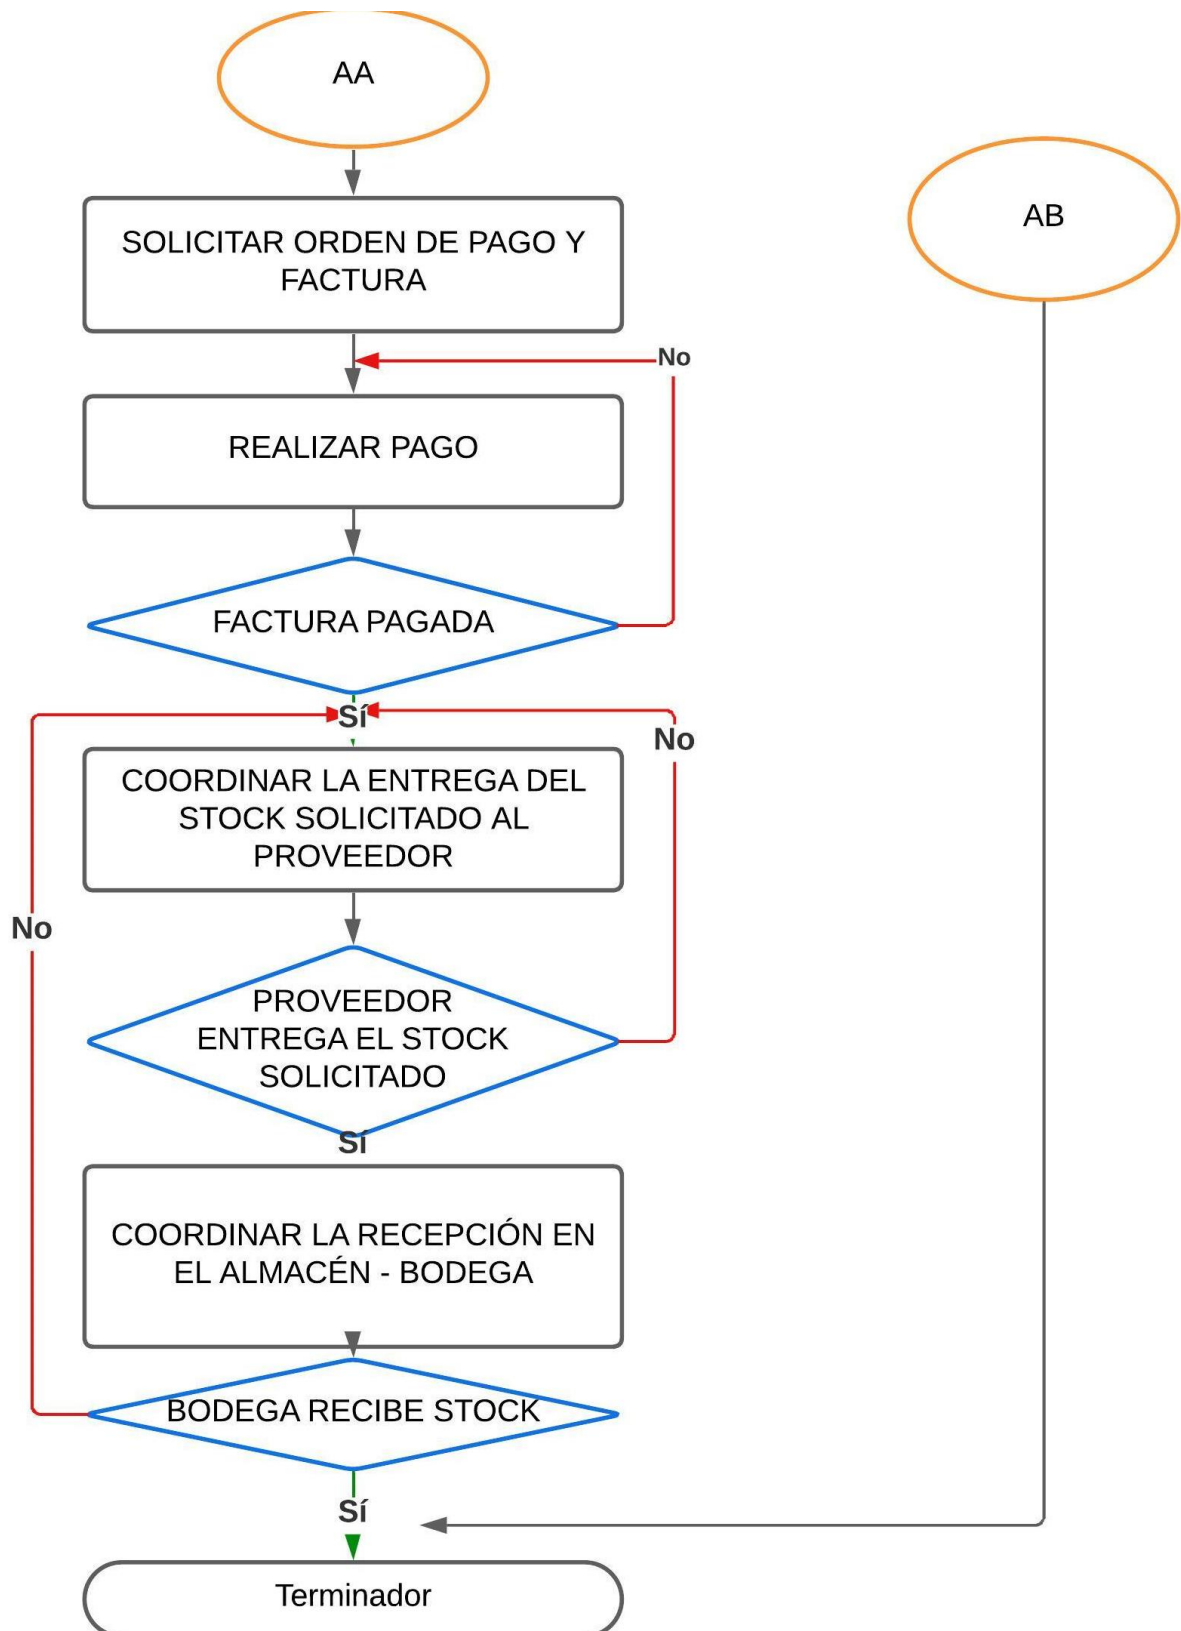 AA
AB
SOLICITAR ORDEN DE PAGO Y
FACTURA
No
REALIZAR PAGO
FACTURA PAGADA
Sí
No
COORDINAR LA ENTREGA DEL
STOCK SOLICITADO AL
PROVEEDOR
No
PROVEEDOR
ENTREGA EL STOCK
SOLICITADO
Sí
COORDINAR LA RECEPCIÓN EN
EL ALMACÉN - BODEGA
BODEGA RECIBE STOCK
Sí
Terminador